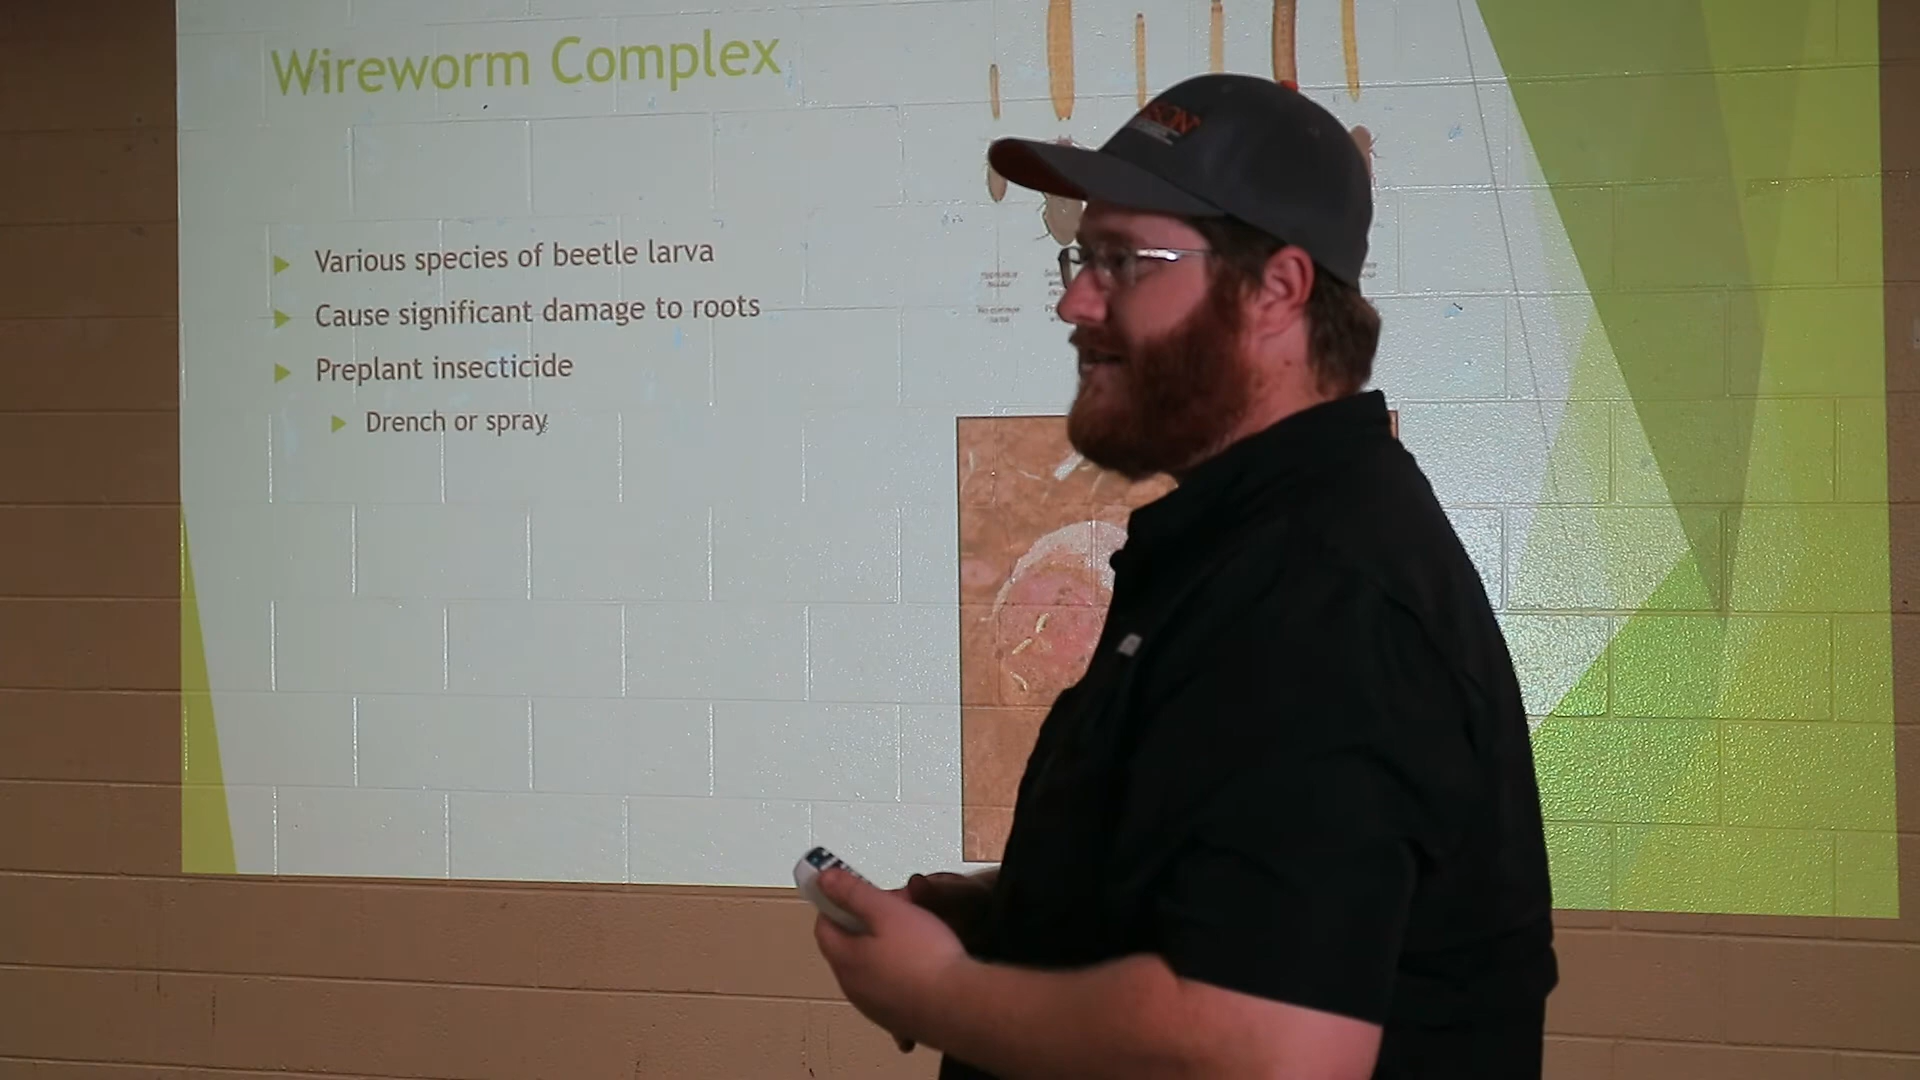 Wireworm Complex
Various species of beetle larva
Cause significant damage to roots
Preplant insecticide
Drench or spray